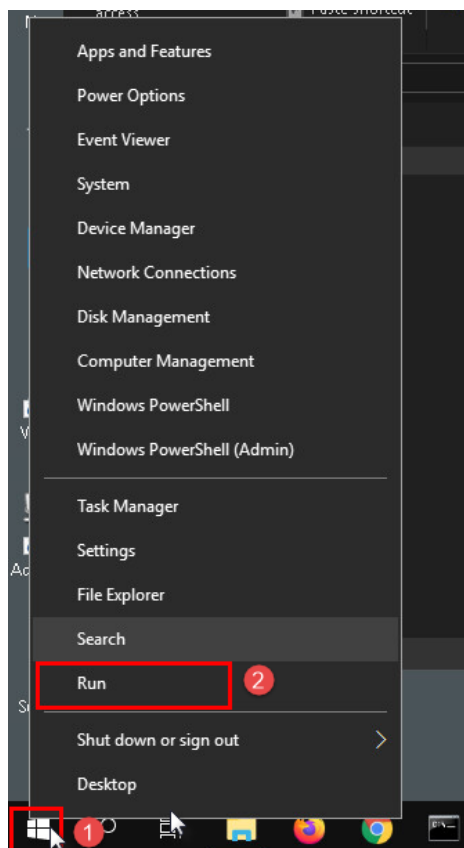 access
Apps and Features
Power Options
Event Viewer
System
Device Manager
Network Connections
Disk Management
Computer Management
Windows PowerShell
Windows PowerShell (Admin)
Task Manager
Settings
File Explorer
Search
Run
2
Shut down or sign out
Desktop
1